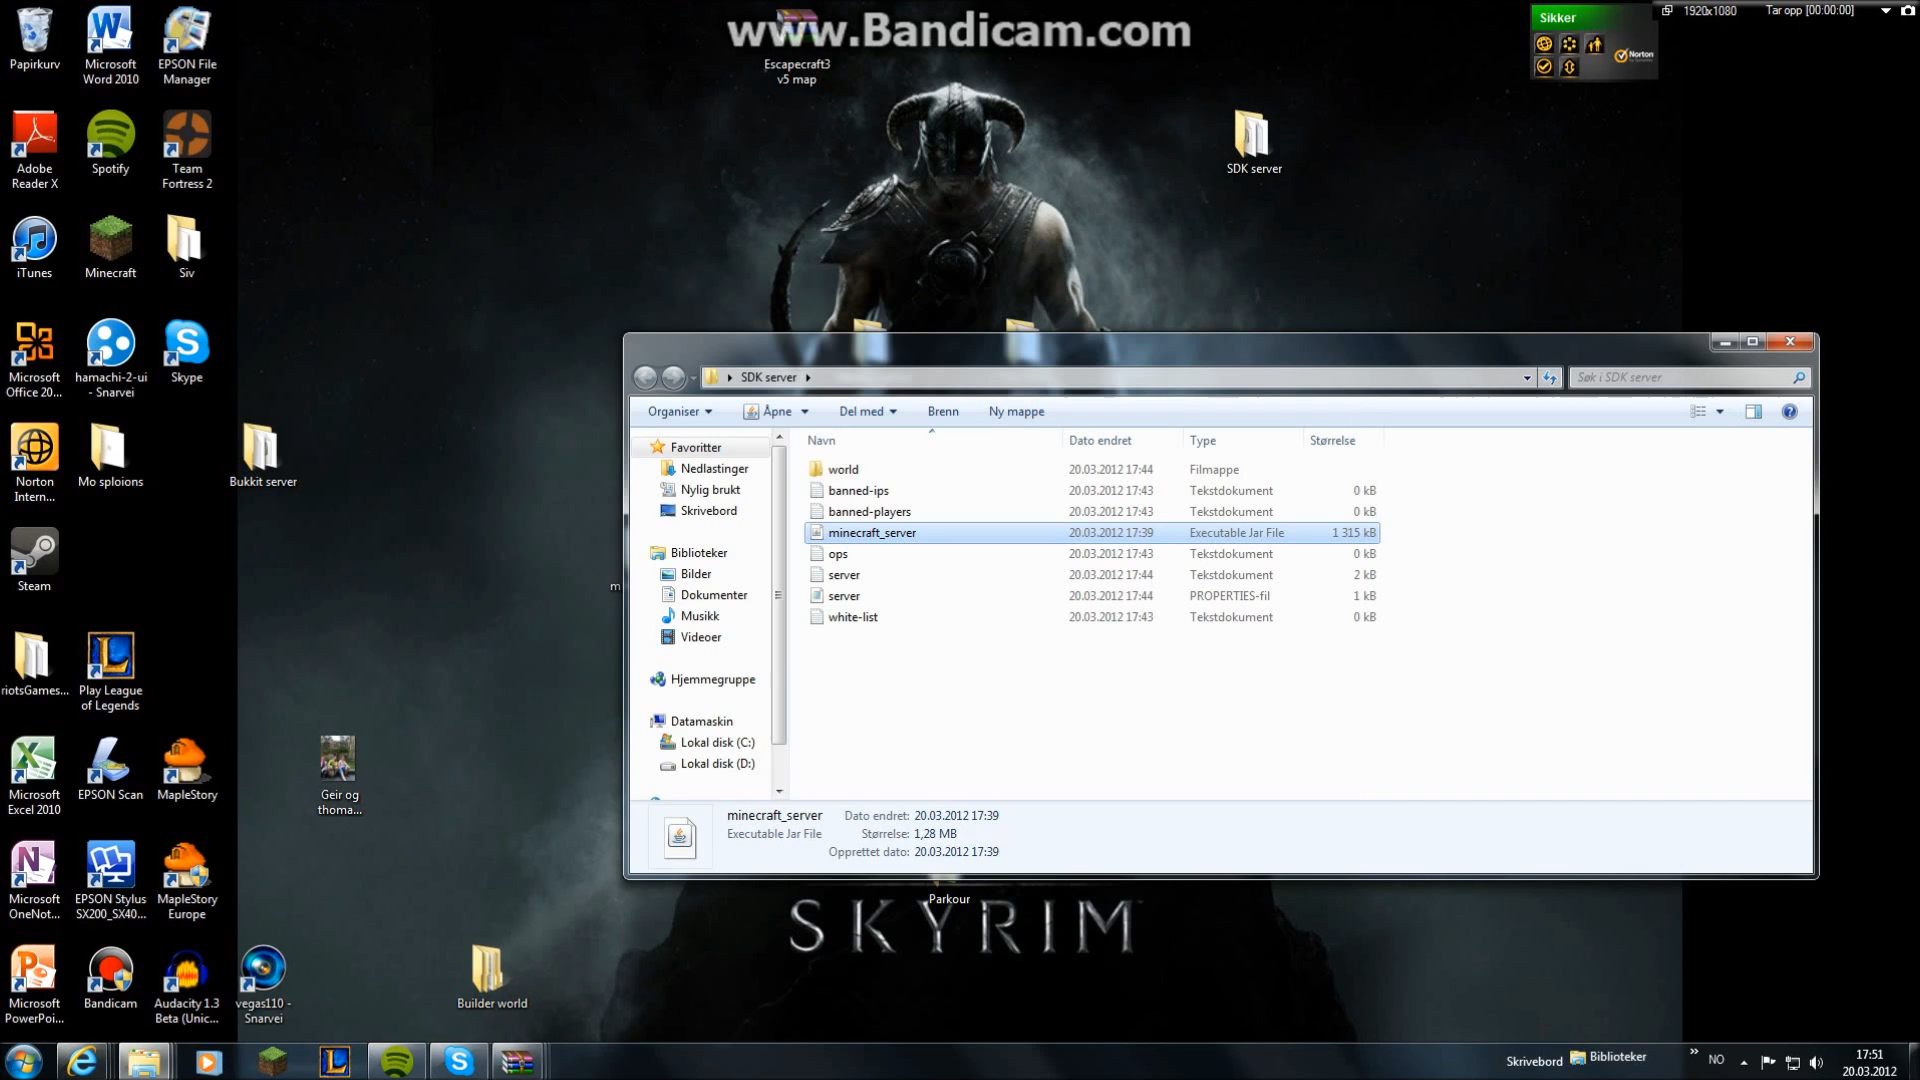 www.Bandicam.com
Sikker
Norton
1920x1080
Tar opp [00:00:00]
Papirkurv
Microsoft
Word 2010
EPSON File
Manager
Escapecraft3
v5 map
Adobe
Reader X
Spotify
Team
Fortress 2
SDK server
iTunes
Minecraft
Siv
Microsoft
Office 20...
hamachi-2-ui
- Snarvei
Skype
Norton
Intern...
Mo sploions
Bukkit server
Steam
riotsGames...
Play League
of Legends
Geir og
thoma...
Microsoft
Excel 2010
EPSON Scan
MapleStory
Microsoft
OneNot...
EPSON Stylus
SX200_SX40...
MapleStory
Europe
Microsoft
PowerPoi...
Bandicam
Audacity 1.3
Beta (Unic...
vegas110 -
Snarvei
Builder world
Parkour
SKYRIM
m
SDK server
Søk i SDK server
Organiser
Åpne
Del med
Brenn
Ny mappe
Favoritter
Nedlastinger
Nylig brukt
Skrivebord
Biblioteker
Bilder
Dokumenter
Musikk
Videoer
Hjemmegruppe
Datamaskin
Lokal disk (C:)
Lokal disk (D:)
Navn Dato endret Type Størrelse
world 20.03.2012 17:44 Filmappe
banned-ips 20.03.2012 17:43 Tekstdokument 0 kB
banned-players 20.03.2012 17:43 Tekstdokument 0 kB
minecraft_server 20.03.2012 17:39 Executable Jar File 1 315 kB
ops 20.03.2012 17:43 Tekstdokument 0 kB
server 20.03.2012 17:44 Tekstdokument 2 kB
server 20.03.2012 17:44 PROPERTIES-fil 1 kB
white-list 20.03.2012 17:43 Tekstdokument 0 kB
minecraft_server Dato endret: 20.03.2012 17:39
Executable Jar File Størrelse: 1,28 MB
Opprettet dato: 20.03.2012 17:39
Skrivebord
Biblioteker
NO
17:51
20.03.2012